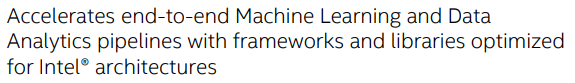 Accelerates end-to-end Machine Learning and Data
Analytics pipelines with frameworks and libraries optimized
for Intel® architectures